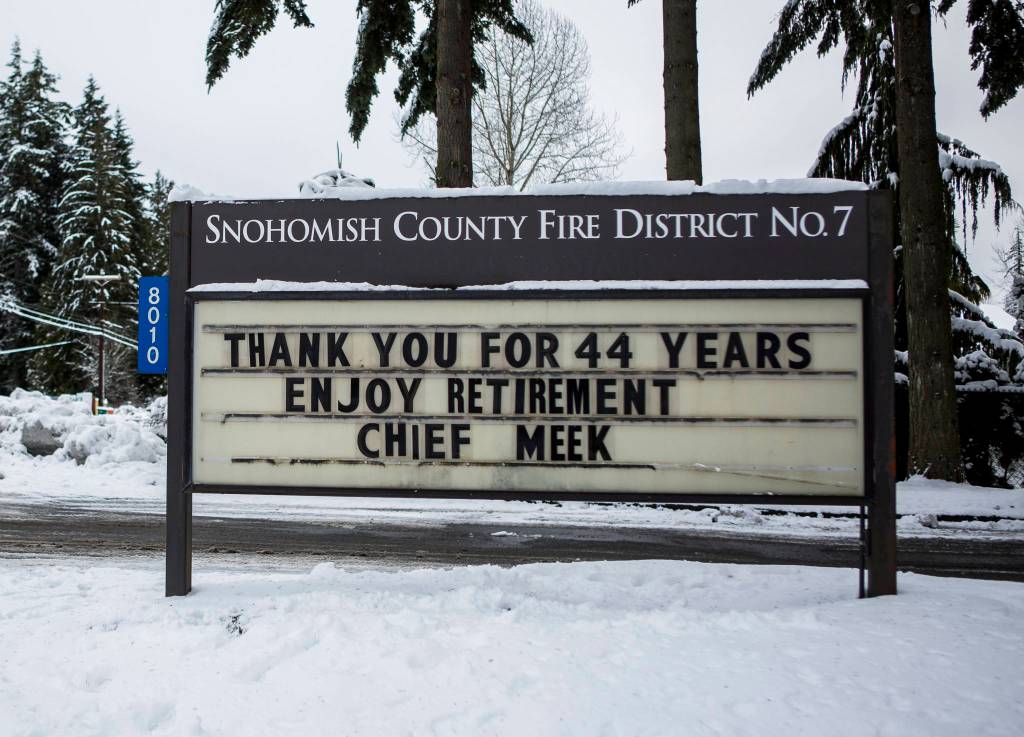 SNOHOMISH COUNTY FIRE DISTRICT NO. 7
8010
THANK YOU FOR 44 YEARS
ENJOY RETIREMENT
CHIEF MEEK